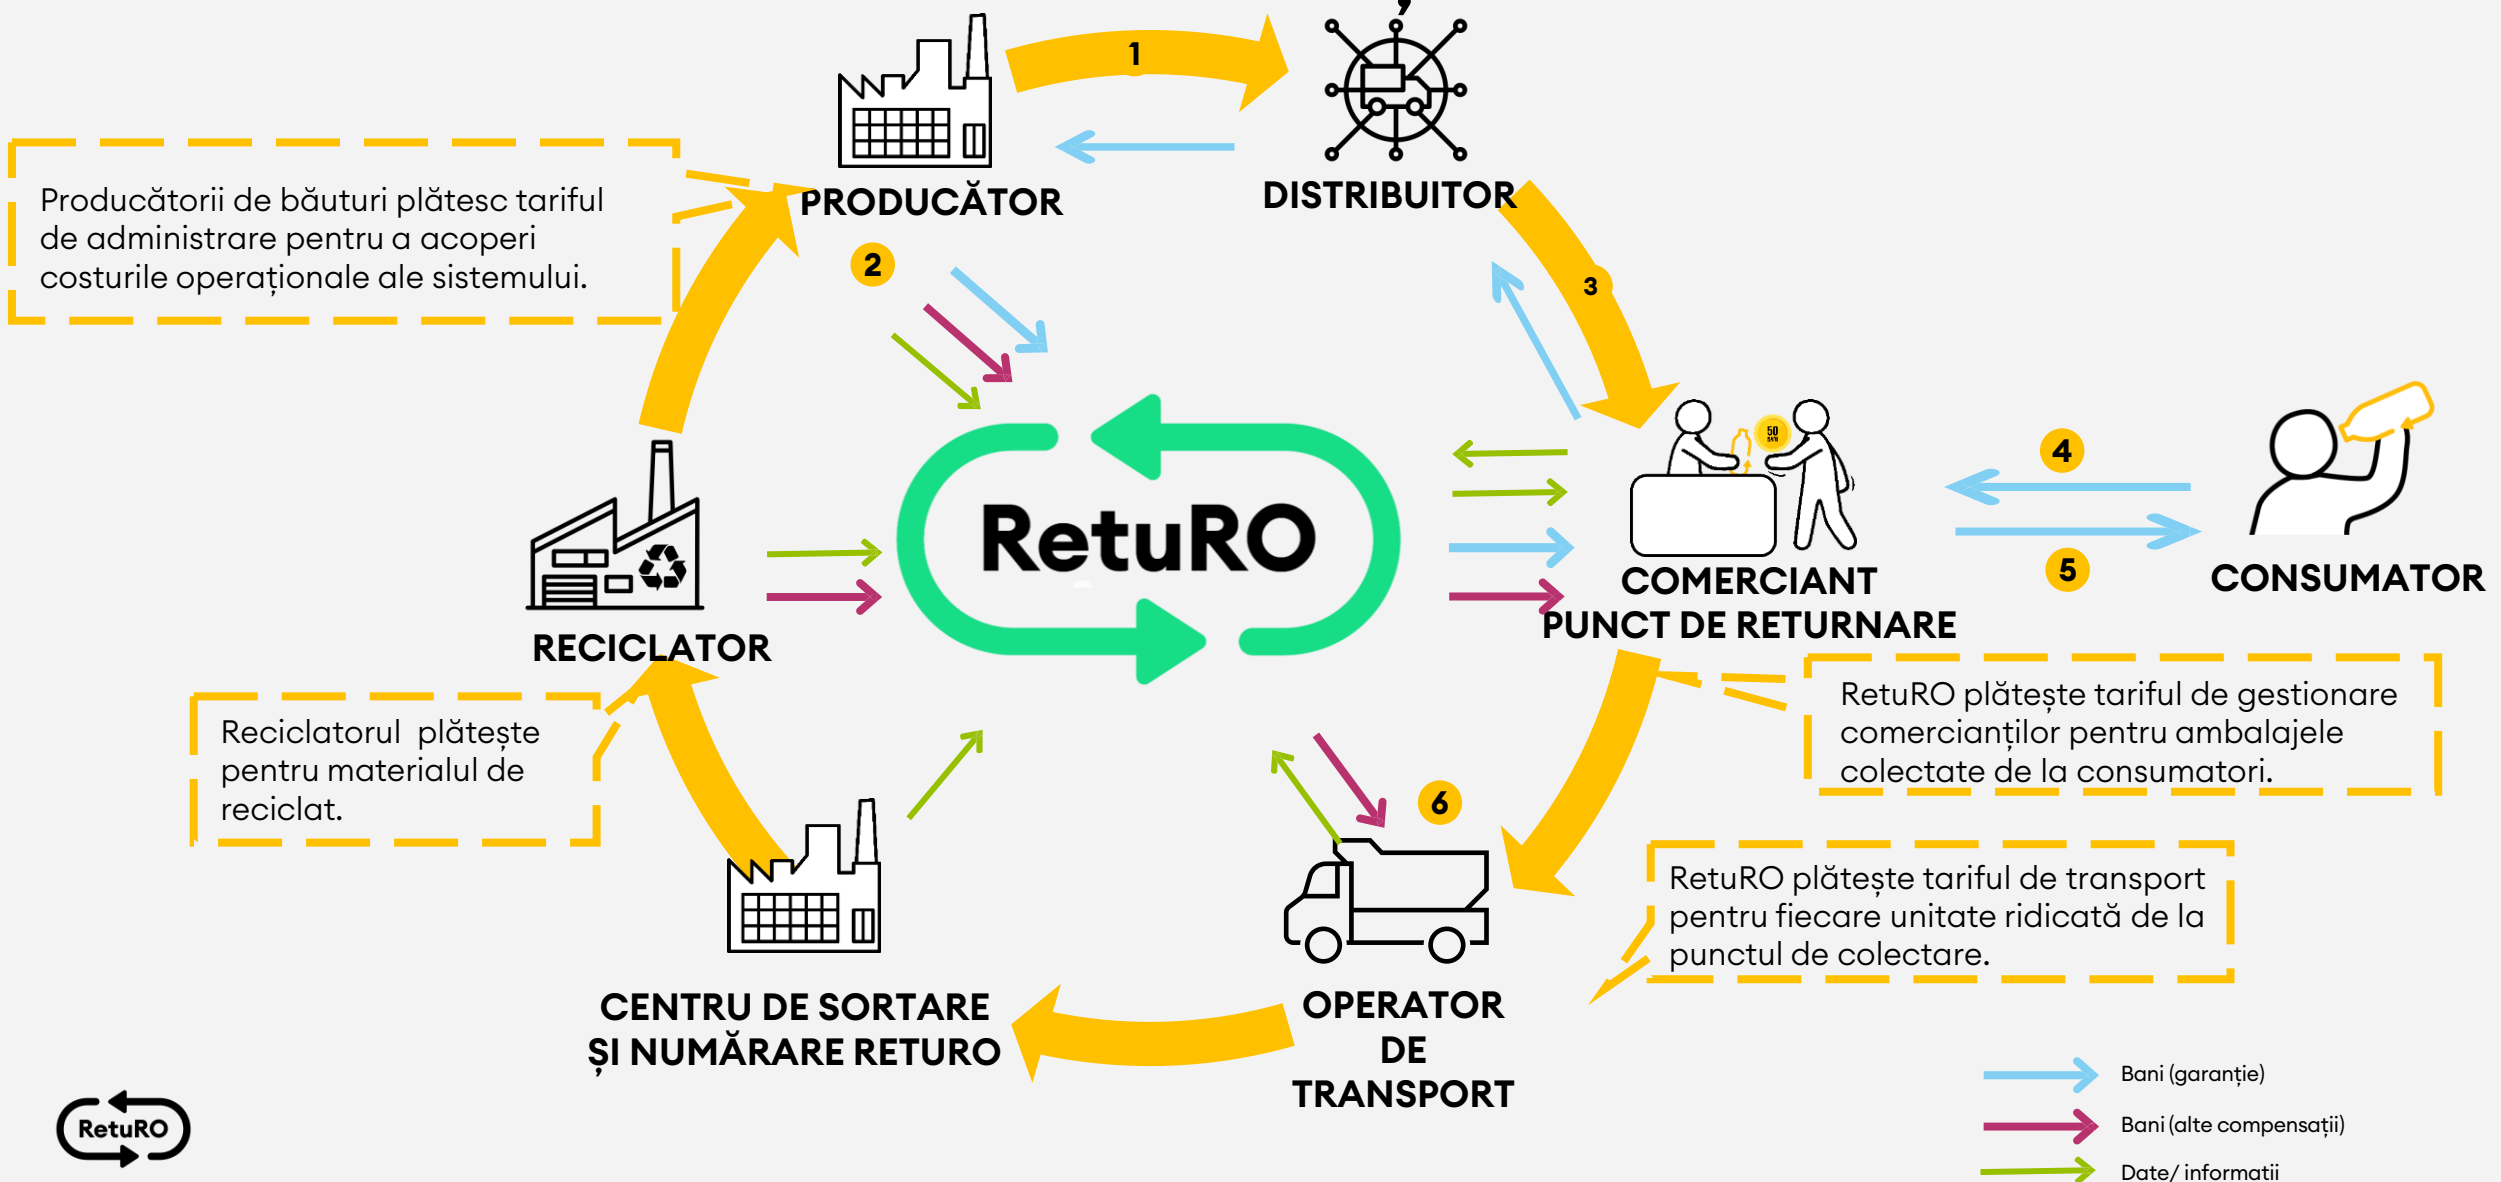 1
PRODUCĂTOR
DISTRIBUITOR
Producătorii de băuturi plătesc tariful
de administrare pentru a acoperi
costurile operaționale ale sistemului.
2
3
50
BANI
4
RetuRO
5
COMERCIANT
PUNCT DE RETURNARE
CONSUMATOR
RECICLATOR
Reciclatorul plătește
pentru materialul de
reciclat.
RetuRO plătește tariful de gestionare
comercianților pentru ambalajele
colectate de la consumatori.
6
RetuRO plătește tariful de transport
pentru fiecare unitate ridicată de la
punctul de colectare.
CENTRU DE SORTARE
ȘI NUMĂRARE RETURO
OPERATOR
DE
TRANSPORT
RetuRO
Bani (garanție)
Bani (alte compensații)
Date/ informatii